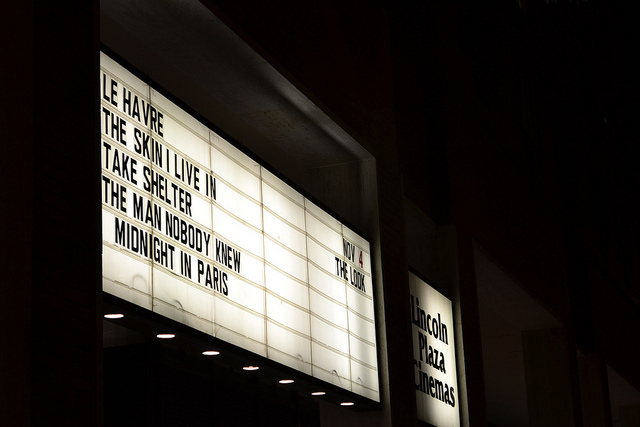 LE HAVRE
THE SKIN I LIVE IN
TAKE SHELTER
THE MAN NOBODY KNEW
MIDNIGHT IN PARIS
NOV 4
THE LOOK
Lincoln
Plaza
Cinemas